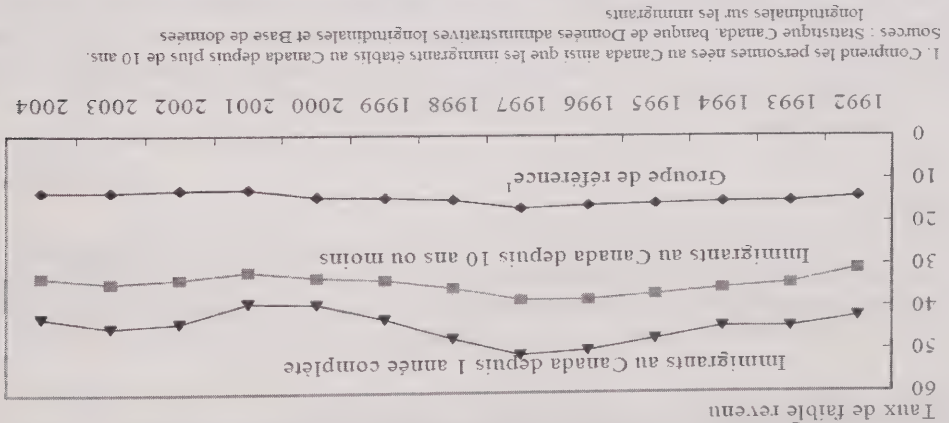 Taux de faible revenu
60
50
40
30
20
10
0
Immigrants au Canada depuis 1 année complète
Immigrants au Canada depuis 10 ans ou moins
Groupe de référence¹
1992 1993 1994 1995 1996 1997 1998 1999 2000 2001 2002 2003 2004
1. Comprend les personnes nées au Canada ainsi que les immigrants établis au Canada depuis plus de 10 ans.
Sources : Statistique Canada, banque de Données administratives longitudinales et Base de données
longitudinales sur les immigrants